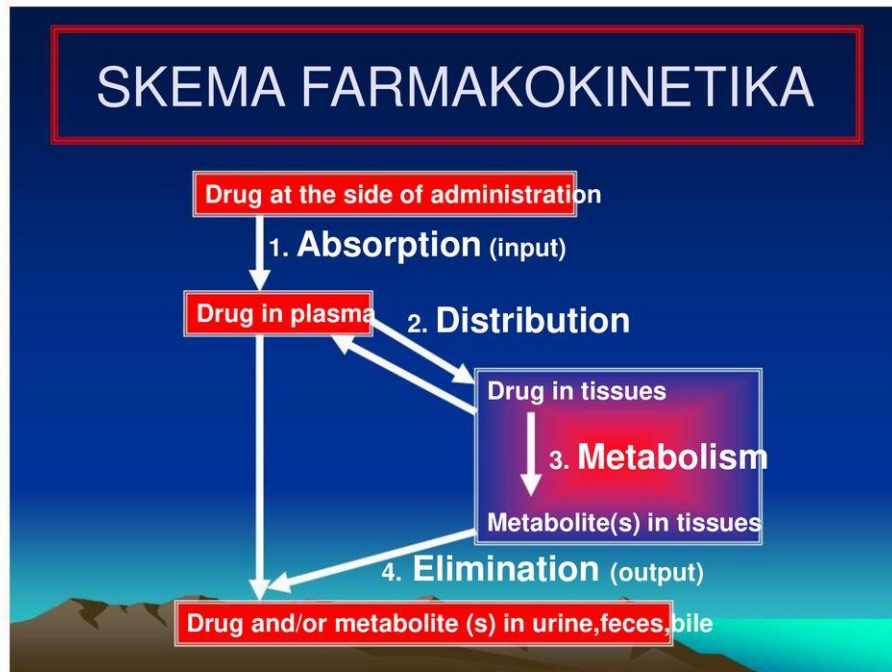 SKEMA FARMAKOKINETIKA
Drug at the side of administration
1. Absorption (input)
Drug in plasma
2. Distribution
Drug in tissues
3. Metabolism
Metabolite(s) in tissues
4. Elimination (output)
Drug and/or metabolite (s) in urine,feces,bile